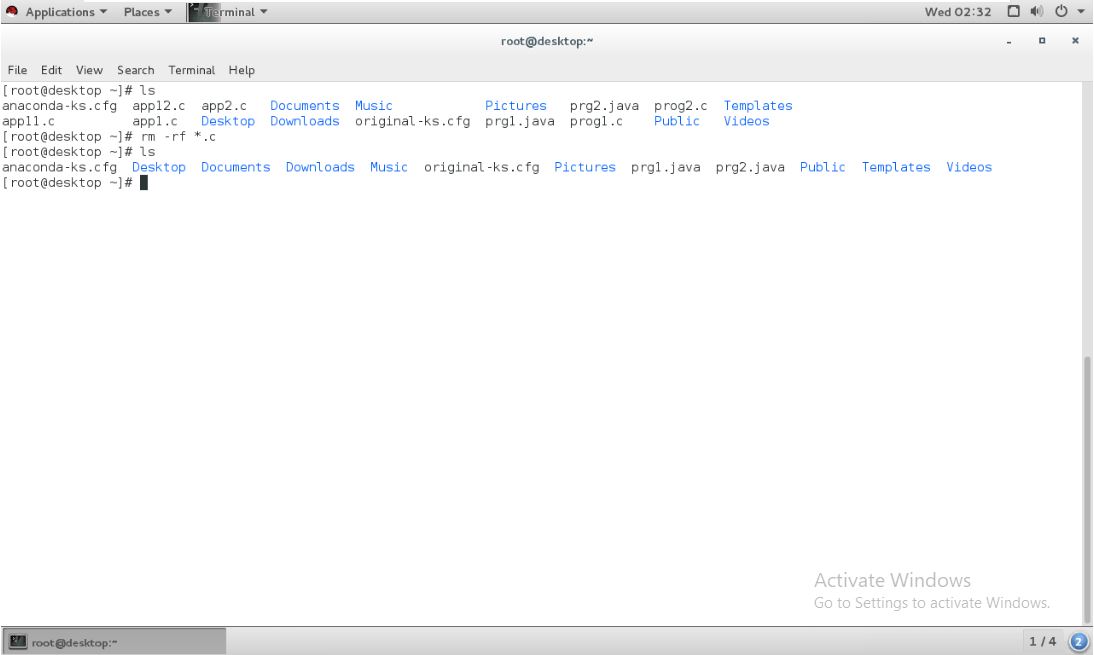 Applications Places Terminal Wed 02:32
root@desktop:~
File Edit View Search Terminal Help
[root@desktop ~]# ls
anaconda-ks.cfg app12.c app2.c Documents Music Pictures prg2.java prog2.c Templates
app11.c app1.c Desktop Downloads original-ks.cfg prg1.java prog1.c Public Videos
[root@desktop ~]# rm -rf *.c
[root@desktop ~]# ls
anaconda-ks.cfg Desktop Documents Downloads Music original-ks.cfg Pictures prg1.java prg2.java Public Templates Videos
[root@desktop ~]#
Activate Windows
Go to Settings to activate Windows.
root@desktop:~ 1 / 4 2